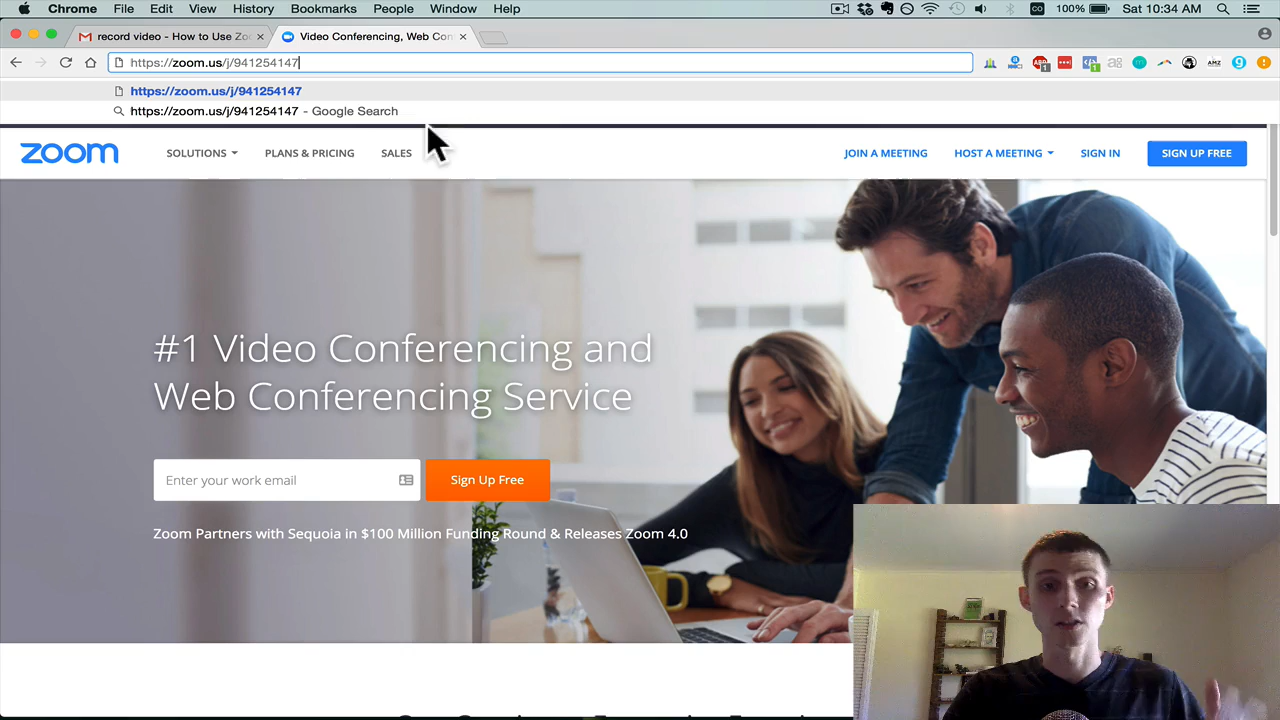 Chrome File Edit View History Bookmarks People Window Help 100% Sat 10:34 AM
record video - How to Use Zo
Video Conferencing, Web Con
https://zoom.us/j/941254147
https://zoom.us/j/941254147
https://zoom.us/j/941254147 - Google Search
zoom SOLUTIONS PLANS & PRICING SALES JOIN A MEETING HOST A MEETING SIGN IN SIGN UP FREE
#1 Video Conferencing and
Web Conferencing Service
Enter your work email Sign Up Free
Zoom Partners with Sequoia in $100 Million Funding Round & Releases Zoom 4.0